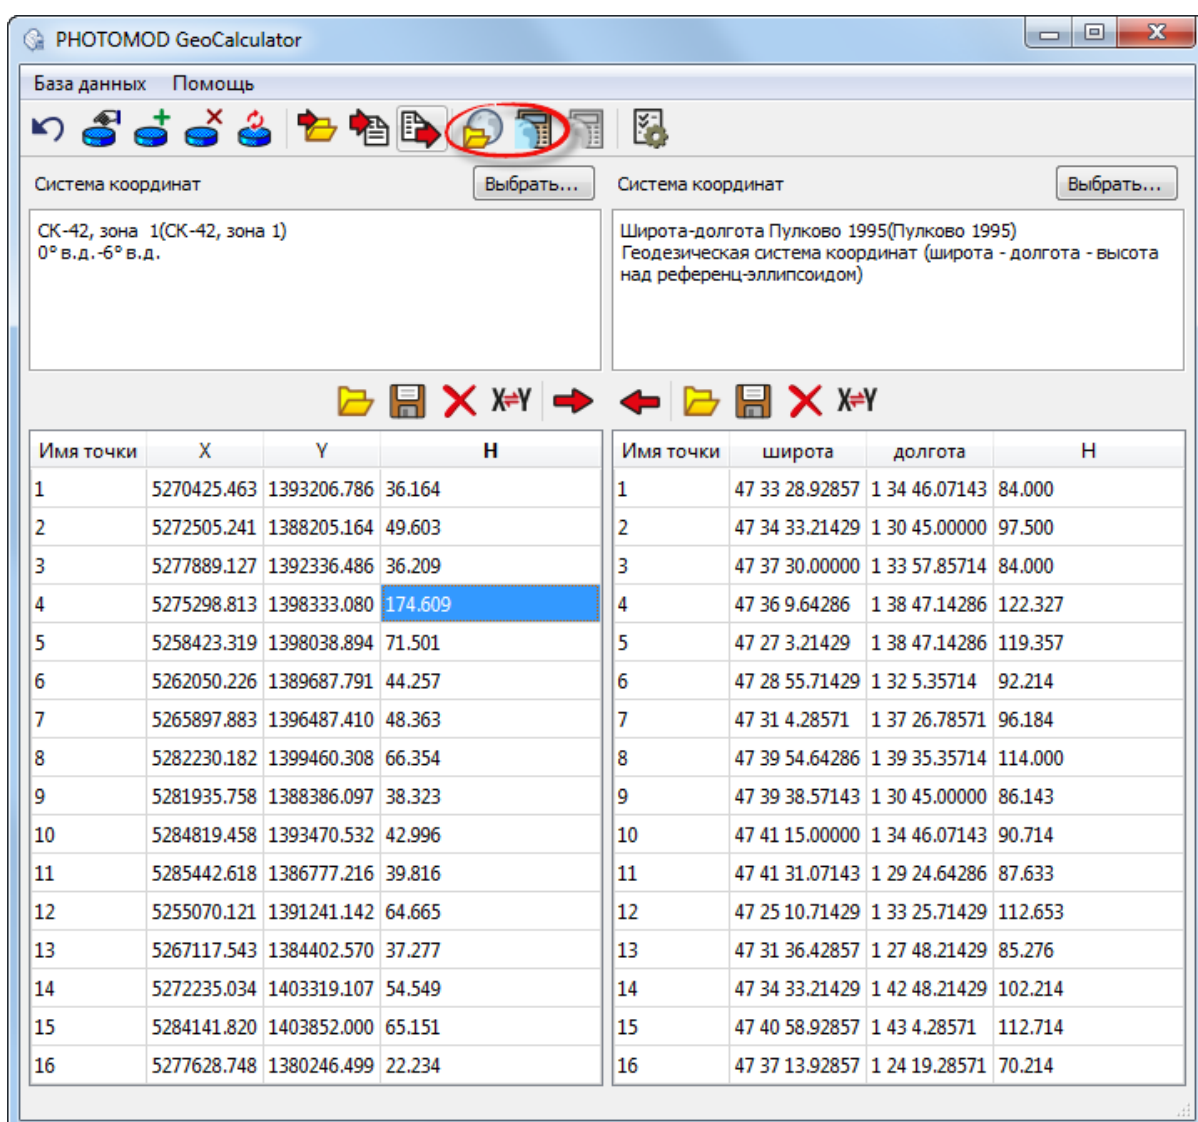 PHOTOMOD GeoCalculator
База данных Помощь
Система координат Выбрать... Система координат Выбрать...
СК-42, зона 1(СК-42, зона 1)
0° в.д.-6° в.д.
Широта-долгота Пулково 1995(Пулково 1995)
Геодезическая система координат (широта - долгота - высота
над референц-эллипсоидом)
X⇌Y X⇌Y
Имя точки X Y H Имя точки широта долгота H
1 5270425.463 1393206.786 36.164 1 47 33 28.92857 1 34 46.07143 84.000
2 5272505.241 1388205.164 49.603 2 47 34 33.21429 1 30 45.00000 97.500
3 5277889.127 1392336.486 36.209 3 47 37 30.00000 1 33 57.85714 84.000
4 5275298.813 1398333.080 174.609 4 47 36 9.64286 1 38 47.14286 122.327
5 5258423.319 1398038.894 71.501 5 47 27 3.21429 1 38 47.14286 119.357
6 5262050.226 1389687.791 44.257 6 47 28 55.71429 1 32 5.35714 92.214
7 5265897.883 1396487.410 48.363 7 47 31 4.28571 1 37 26.78571 96.184
8 5282230.182 1399460.308 66.354 8 47 39 54.64286 1 39 35.35714 114.000
9 5281935.758 1388386.097 38.323 9 47 39 38.57143 1 30 45.00000 86.143
10 5284819.458 1393470.532 42.996 10 47 41 15.00000 1 34 46.07143 90.714
11 5285442.618 1386777.216 39.816 11 47 41 31.07143 1 29 24.64286 87.633
12 5255070.121 1391241.142 64.665 12 47 25 10.71429 1 33 25.71429 112.653
13 5267117.543 1384402.570 37.277 13 47 31 36.42857 1 27 48.21429 85.276
14 5272235.034 1403319.107 54.549 14 47 34 33.21429 1 42 48.21429 102.214
15 5284141.820 1403852.000 65.151 15 47 40 58.92857 1 43 4.28571 112.714
16 5277628.748 1380246.499 22.234 16 47 37 13.92857 1 24 19.28571 70.214